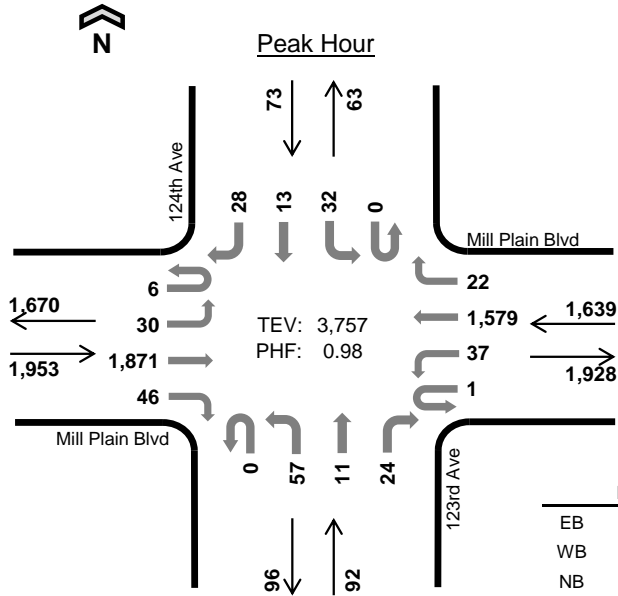 N
Peak Hour
73
63
124th Ave
28
13
32
0
Mill Plain Blvd
6
22
1,670
30
TEV: 3,757
1,579
1,639
1,953
1,871
PHF: 0.98
37
1,928
46
1
Mill Plain Blvd
0
57
11
24
123rd Ave
EB
WB
96
92
NB